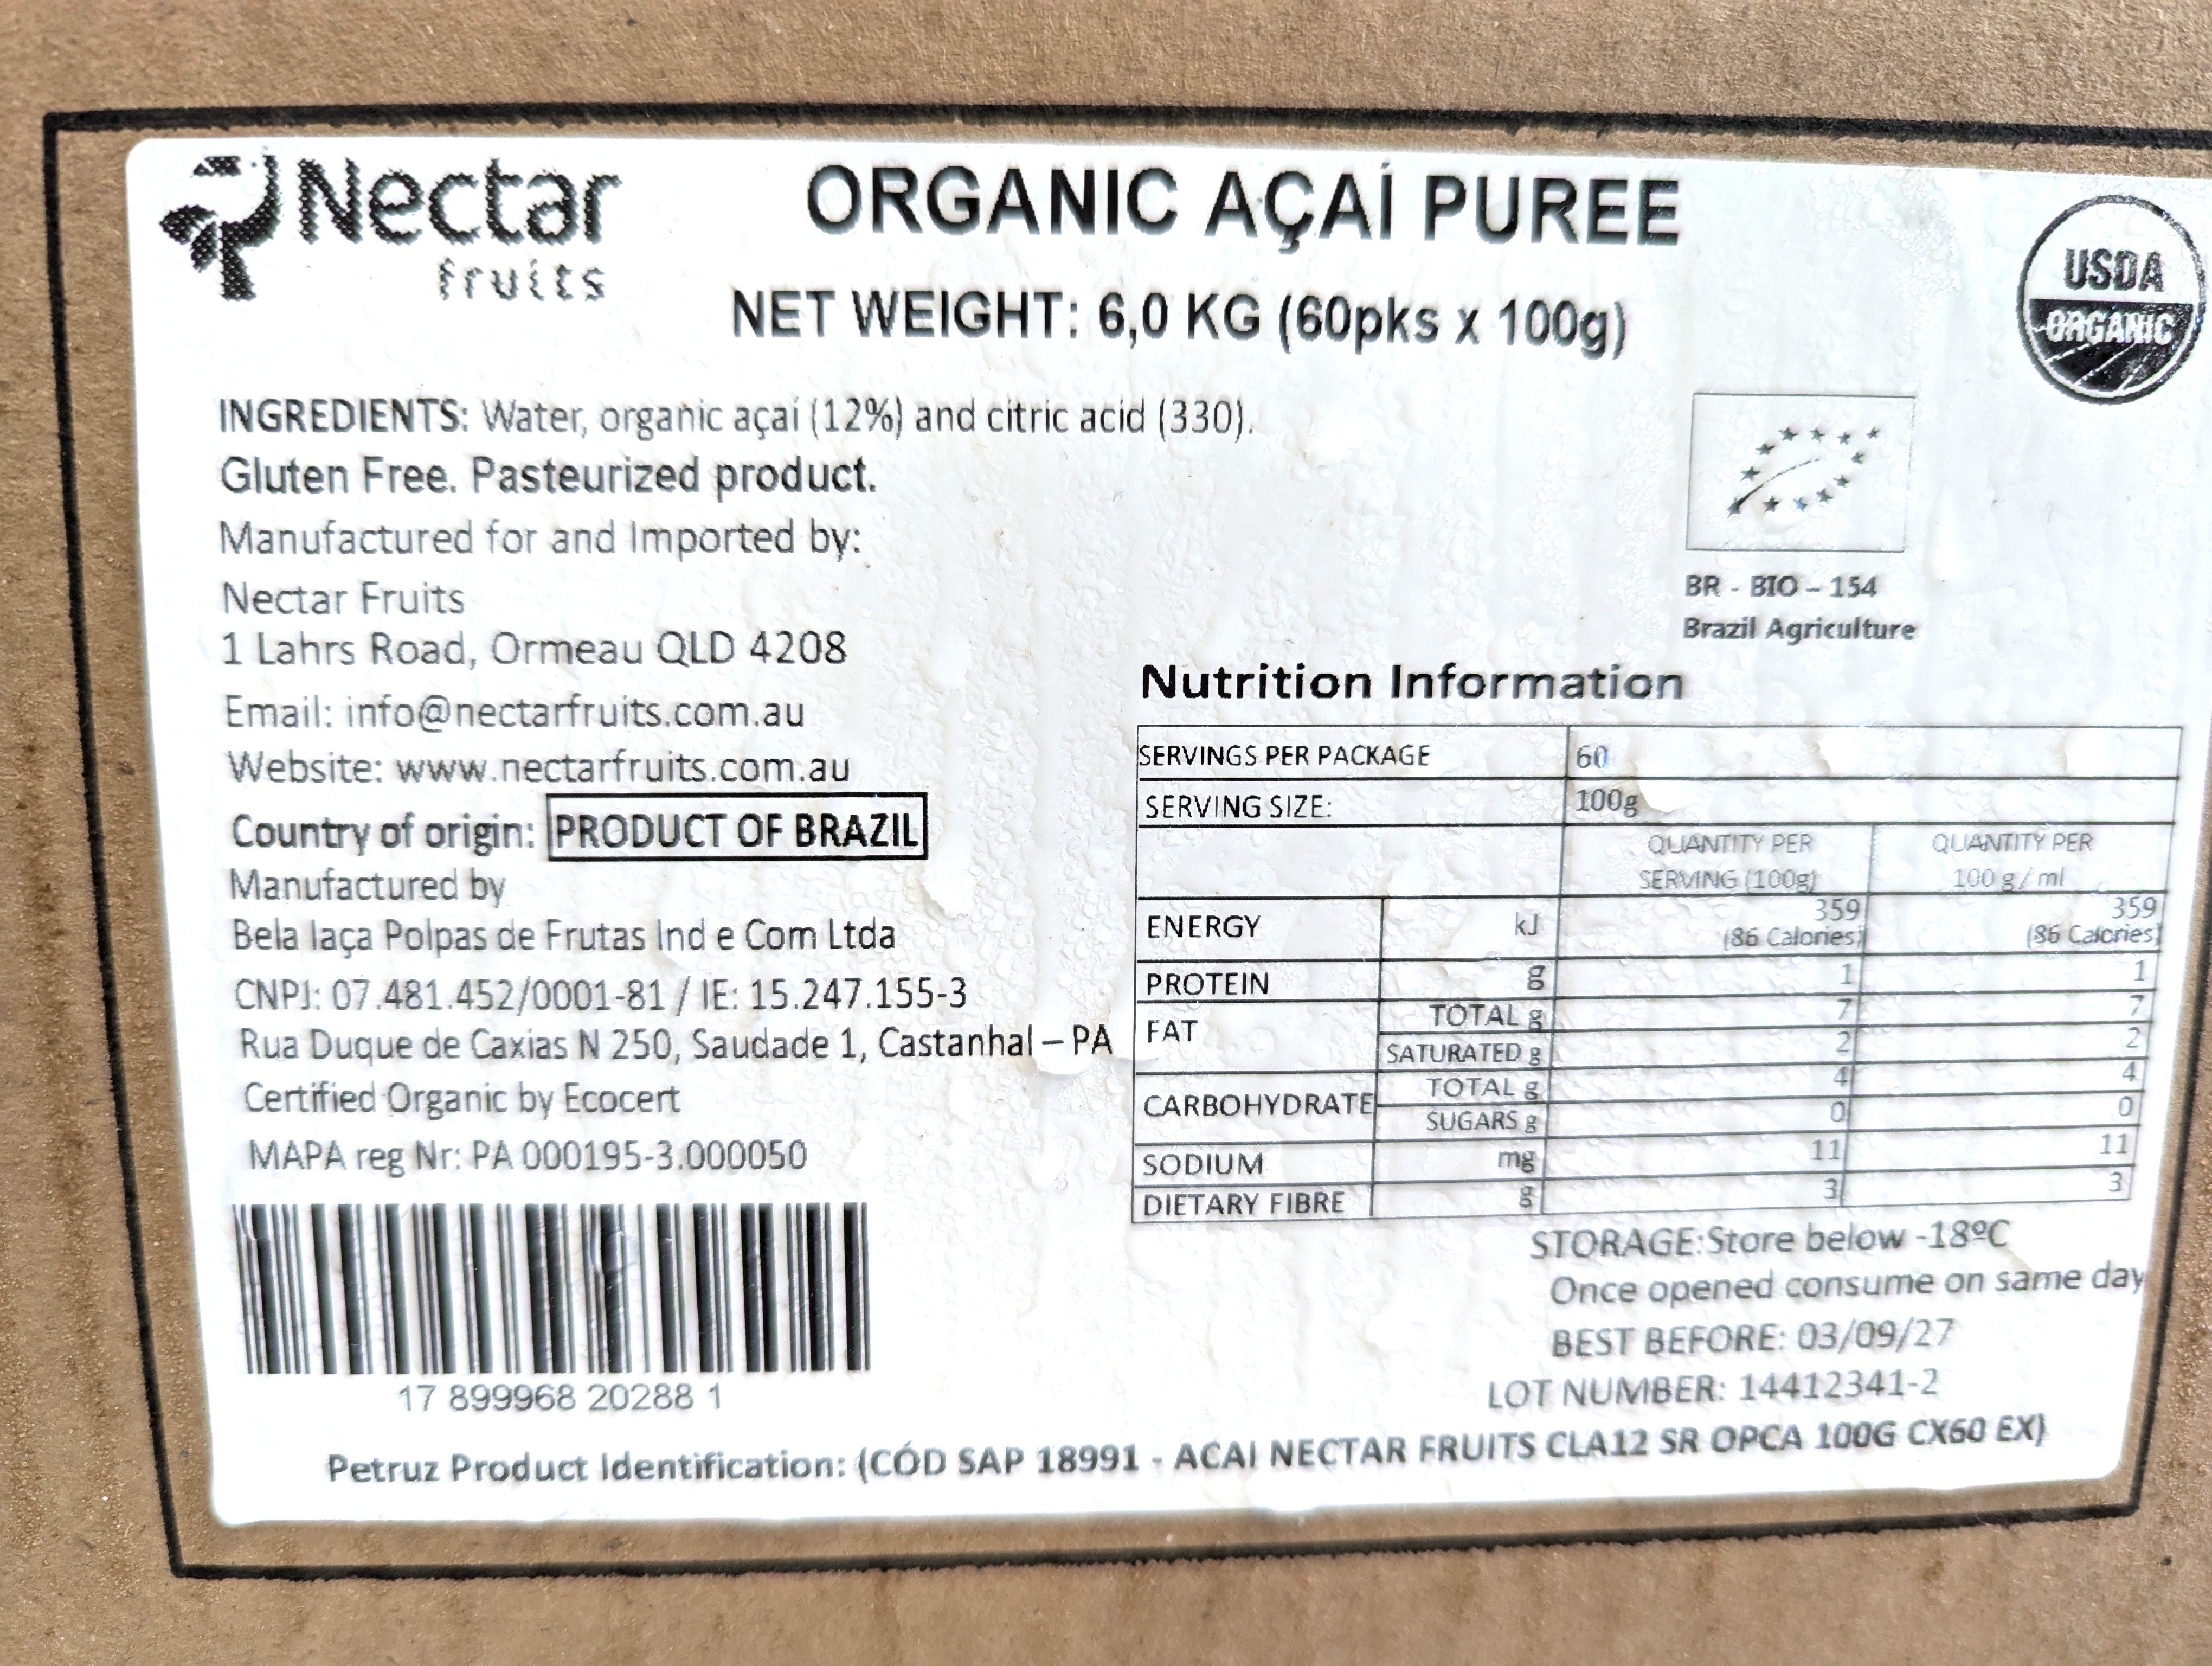 Nectar
fruits
ORGANIC AÇAÍ PUREE
NET WEIGHT: 6,0 KG (60pks x 100g)
USDA
ORGANIC
INGREDIENTS: Water, organic açaí (12%) and citric acid (330).
Gluten Free. Pasteurized product.
Manufactured for and Imported by:
Nectar Fruits
1 Lahrs Road, Ormeau QLD 4208
Email: info@nectarfruits.com.au
Website: www.nectarfruits.com.au
Country of origin: PRODUCT OF BRAZIL
Manufactured by
Bela Iaça Polpas de Frutas Ind e Com Ltda
CNPJ: 07.481.452/0001-81 / IE: 15.247.155-3
Rua Duque de Caxias N 250, Saudade 1, Castanhal – PA
Certified Organic by Ecocert
MAPA reg Nr: PA 000195-3.000050
17 899968 20288 1
BR - BIO – 154
Brazil Agriculture
Nutrition Information
SERVINGS PER PACKAGE 60
SERVING SIZE: 100g
QUANTITY PER SERVING (100g) QUANTITY PER 100 g / ml
ENERGY kJ 359 (86 Calories) 359 (86 Calories)
PROTEIN g 1 1
FAT TOTAL g 7 7
SATURATED g 2 2
CARBOHYDRATE TOTAL g 4 4
SUGARS g 0 0
SODIUM mg 11 11
DIETARY FIBRE g 3 3
STORAGE: Store below -18ºC
Once opened consume on same day
BEST BEFORE: 03/09/27
LOT NUMBER: 14412341-2
Petruz Product Identification: (CÓD SAP 18991 - ACAI NECTAR FRUITS CLA12 SR OPCA 100G CX60 EX)